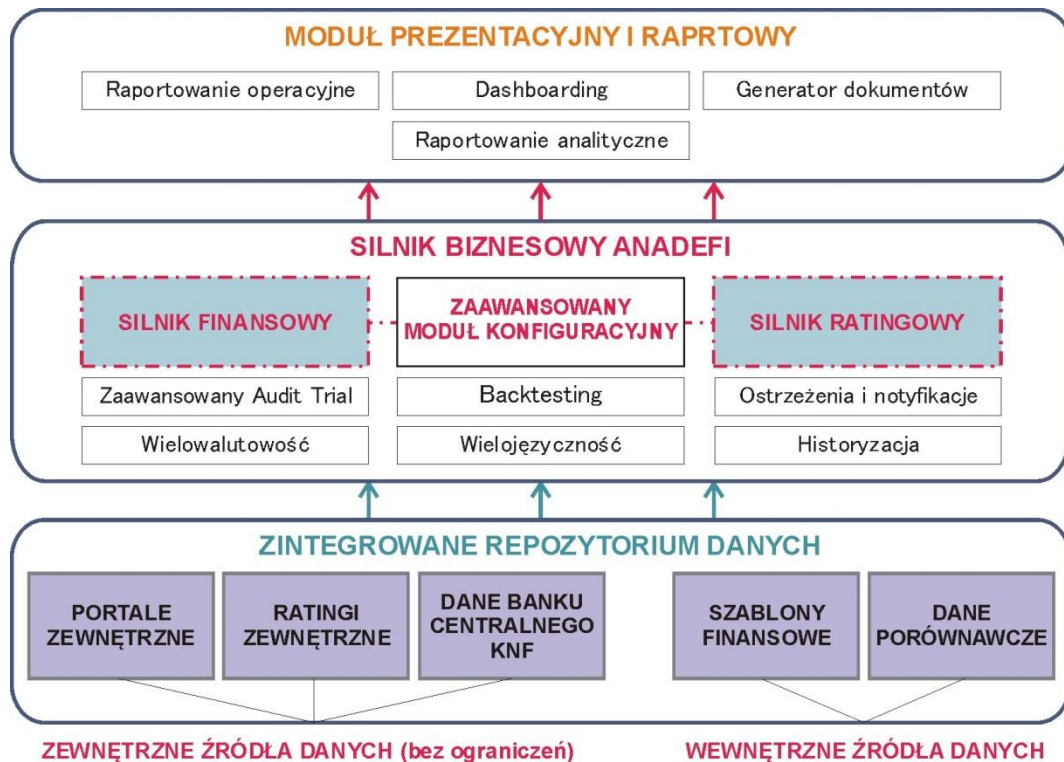 MODUŁ PREZENTACYJNY I RAPRTOWY
Raportowanie operacyjne
Dashboarding
Generator dokumentów
Raportowanie analityczne
SILNIK BIZNESOWY ANADEFI
SILNIK FINANSOWY
ZAAWANSOWANY
MODUŁ KONFIGURACYJNY
SILNIK RATINGOWY
Zaawansowany Audit Trial
Backtesting
Ostrzeżenia i notyfikacje
Wielowalutowość
Wielojęzyczność
Historyzacja
ZINTEGROWANE REPOZYTORIUM DANYCH
PORTALE
ZEWNĘTRZNE
RATINGI
ZEWNĘTRZNE
DANE BANKU
CENTRALNEGO
KNF
SZABLONY
FINANSOWE
DANE
PORÓWNAWCZE
ZEWNĘTRZNE ŹRÓDŁA DANYCH (bez ograniczeń)
WEWNĘTRZNE ŹRÓDŁA DANYCH